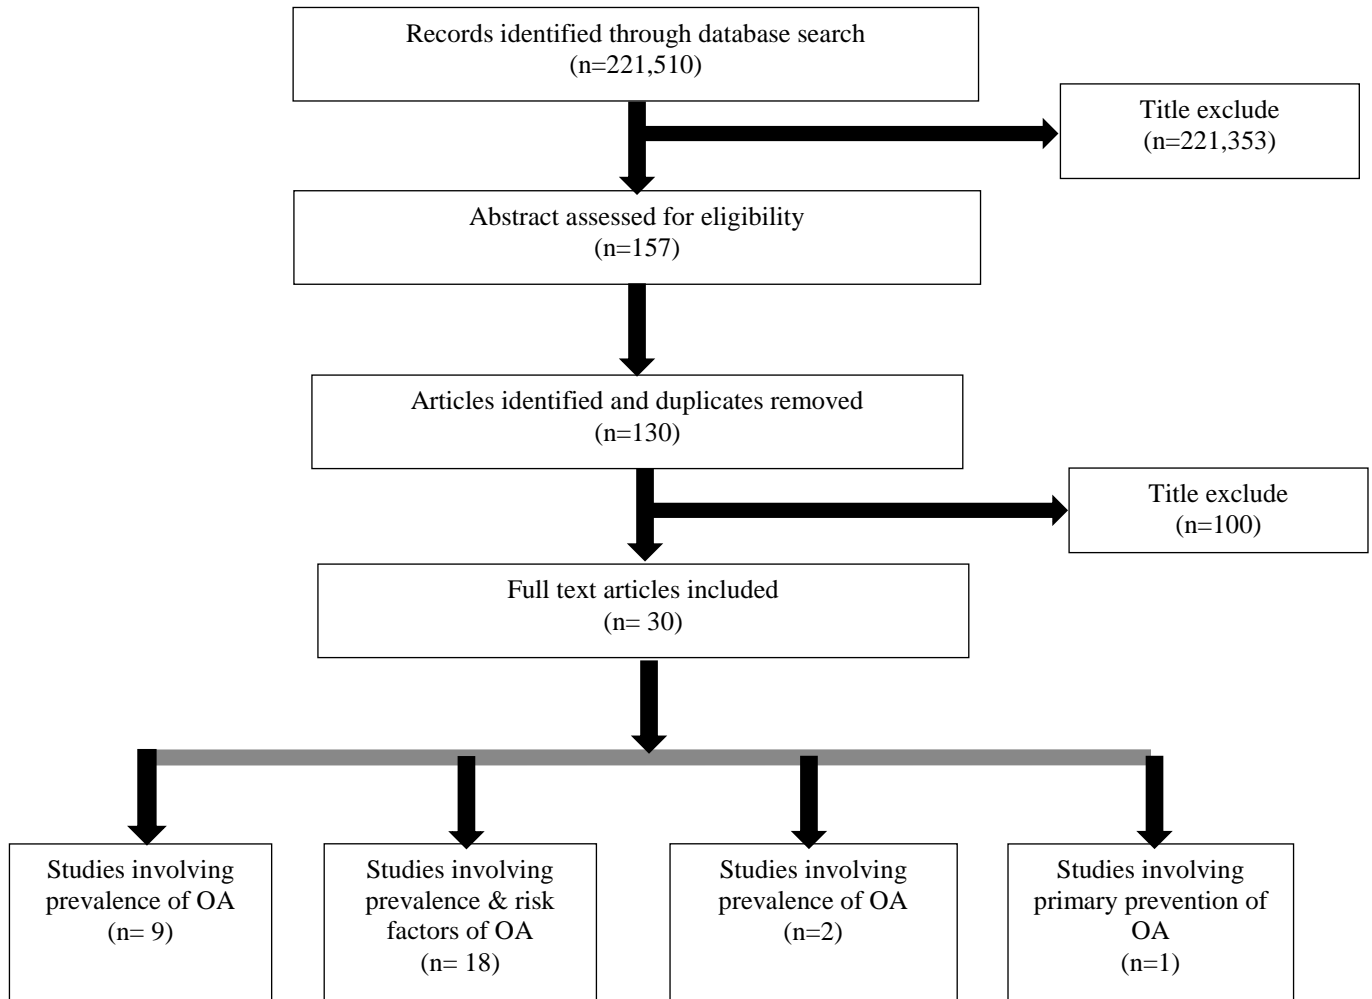 Records identified through database search
(n=221,510)
Title exclude
(n=221,353)
Abstract assessed for eligibility
(n=157)
Articles identified and duplicates removed
(n=130)
Title exclude
(n=100)
Full text articles included
(n= 30)
Studies involving
prevalence of OA
(n= 9)
Studies involving
prevalence & risk
factors of OA
(n= 18)
Studies involving
prevalence of OA
(n=2)
Studies involving
primary prevention of
OA
(n=1)